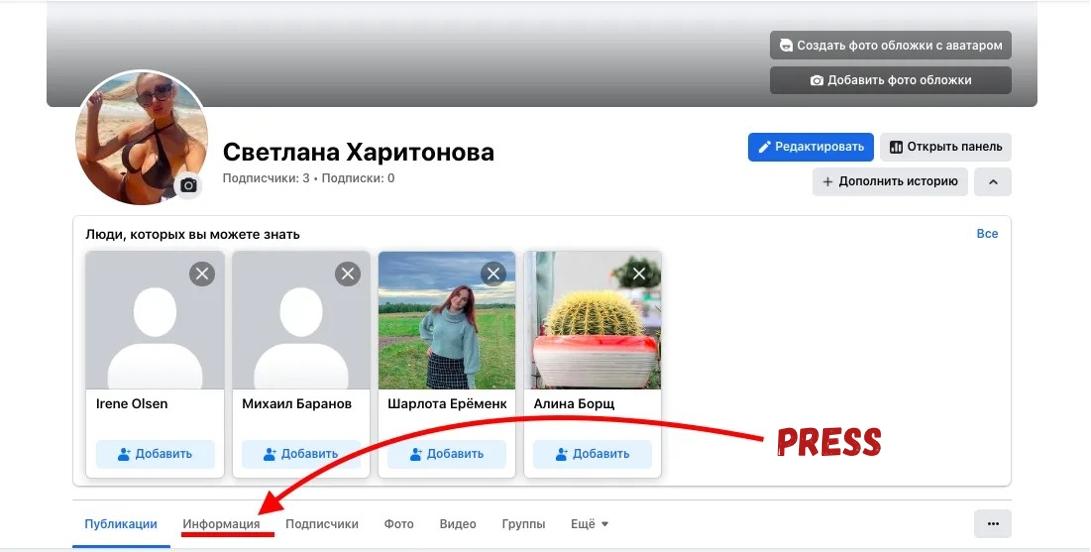 Создать фото обложки с аватаром
Добавить фото обложки
Светлана Харитонова
Подписчики: 3 • Подписки: 0
Редактировать
Открыть панель
+ Дополнить историю
Люди, которых вы можете знать
Все
Irene Olsen
Михаил Баранов
Шарлота Ерёменк
Алина Борщ
Добавить
Добавить
Добавить
Добавить
PRESS
Публикации
Информация
Подписчики
Фото
Видео
Группы
Ещё